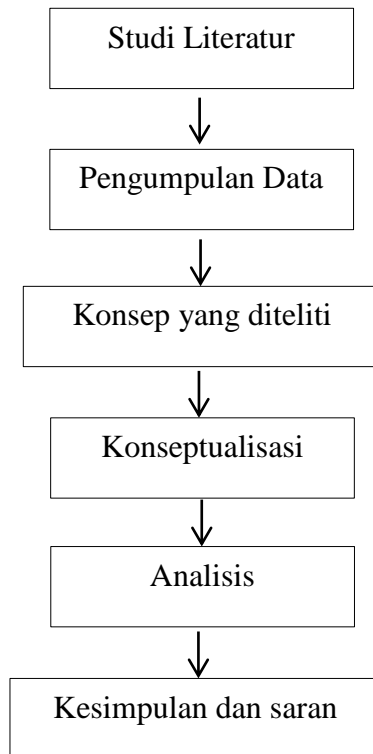 Studi Literatur
Pengumpulan Data
Konsep yang diteliti
Konseptualisasi
Analisis
Kesimpulan dan saran